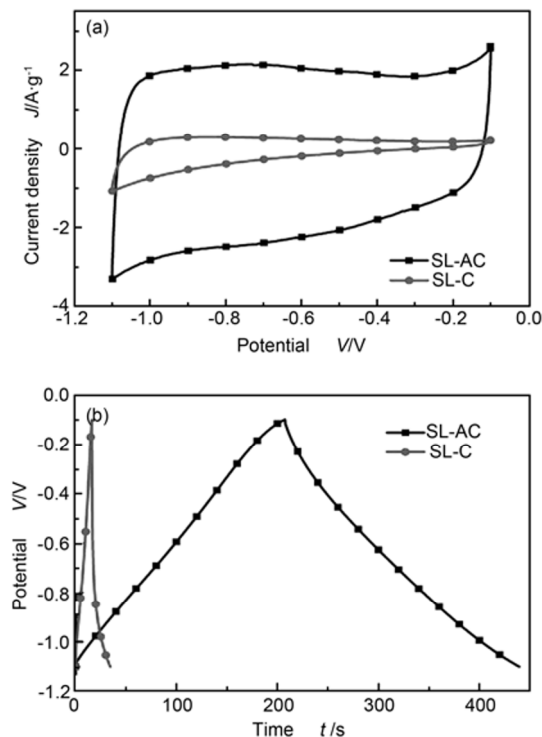 (a)
Current density J/A·g⁻¹
2
0
-2
-4
SL-AC
SL-C
-1.2 -1.0 -0.8 -0.6 -0.4 -0.2 0.0
Potential V/V
(b)
Potential V/V
0.0
-0.2
-0.4
-0.6
-0.8
-1.0
-1.2
SL-AC
SL-C
0 100 200 300 400
Time t/s